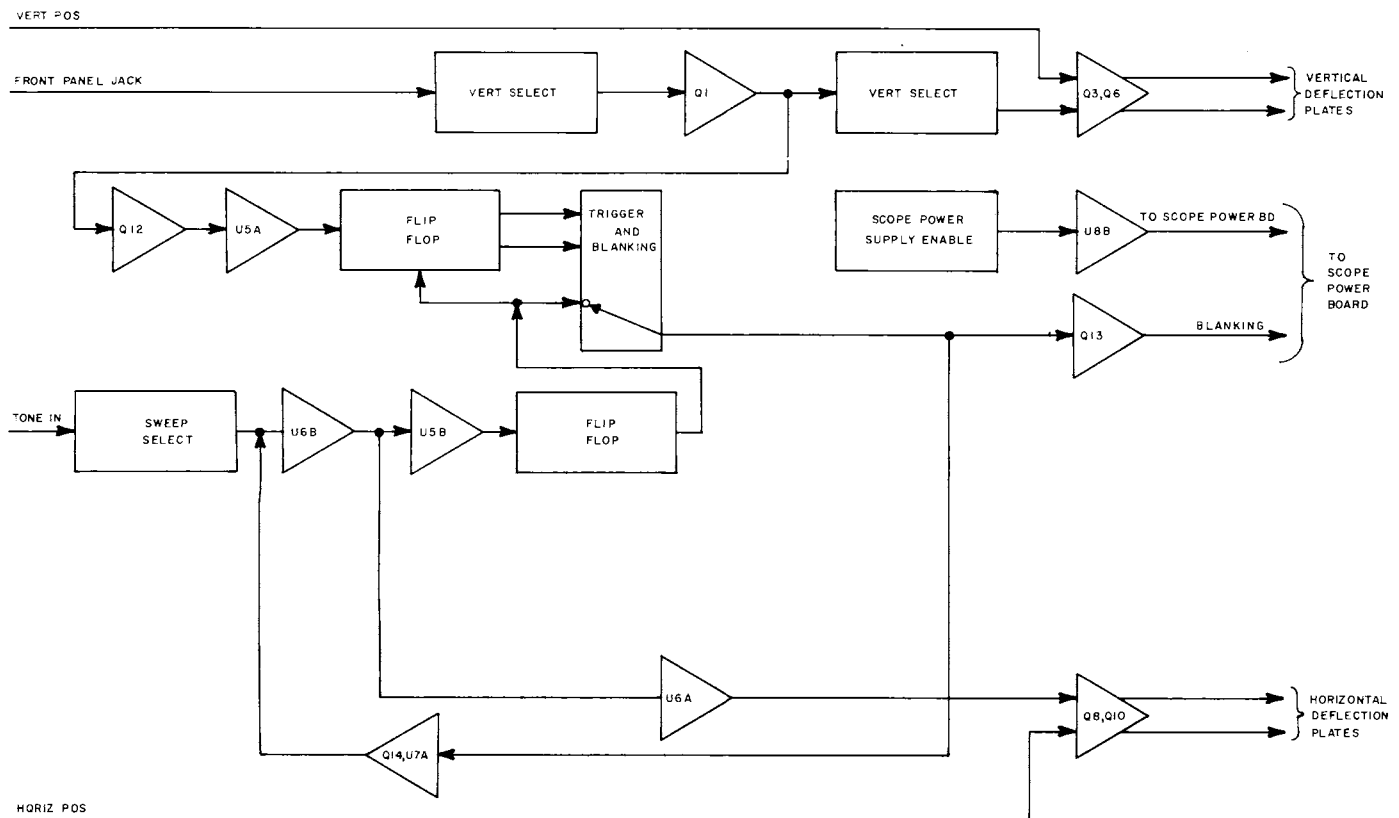 VERT POS
FRONT PANEL JACK
VERT SELECT
Q1
VERT SELECT
Q3,Q6
VERTICAL
DEFLECTION
PLATES
Q12
U5A
FLIP
FLOP
TRIGGER
AND
BLANKING
SCOPE POWER
SUPPLY ENABLE
U8B
TO SCOPE POWER BD
TO
SCOPE
POWER
BOARD
Q13
BLANKING
TONE IN
SWEEP
SELECT
U6B
U5B
FLIP
FLOP
U6A
Q8,Q10
HORIZONTAL
DEFLECTION
PLATES
Q14,U7A
HORIZ POS